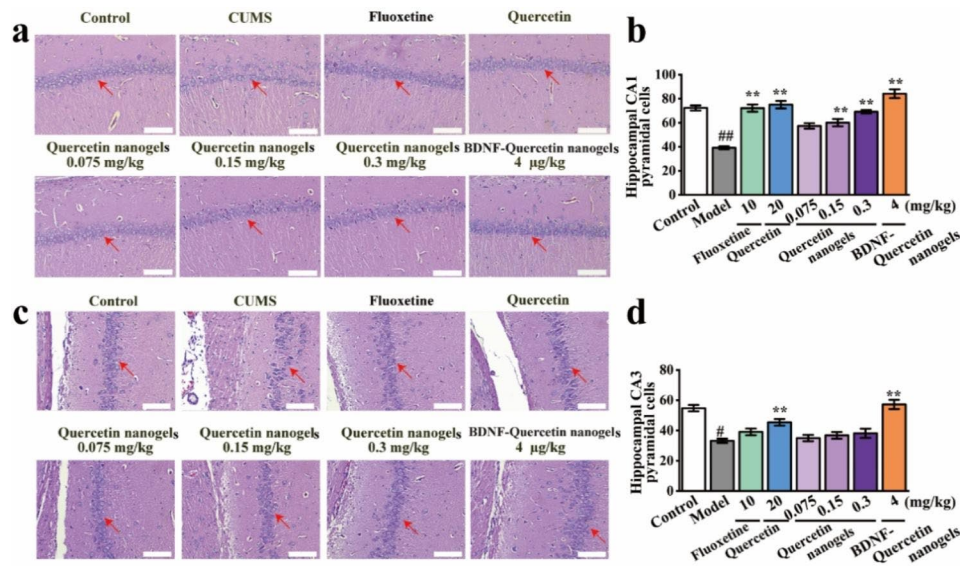 a
Control
CUMS
Fluoxetine
Quercetin
Quercetin nanogels
0.075 mg/kg
Quercetin nanogels
0.15 mg/kg
Quercetin nanogels
0.3 mg/kg
BDNF-Quercetin nanogels
4 μg/kg
b
Hippocampal CA1
pyramidal cells
100
80
60
40
20
0
##
**
**
**
**
**
Control
Model
10
20
0.075
0.15
0.3
4
(mg/kg)
Fluoxetine
Quercetin
Quercetin
nanogels
BDNF-
Quercetin nanogels
c
Control
CUMS
Fluoxetine
Quercetin
Quercetin nanogels
0.075 mg/kg
Quercetin nanogels
0.15 mg/kg
Quercetin nanogels
0.3 mg/kg
BDNF-Quercetin nanogels
4 μg/kg
d
Hippocampal CA3
pyramidal cells
80
60
40
20
0
#
**
**
Control
Model
10
20
0.075
0.15
0.3
4
(mg/kg)
Fluoxetine
Quercetin
Quercetin
nanogels
BDNF-
Quercetin nanogels